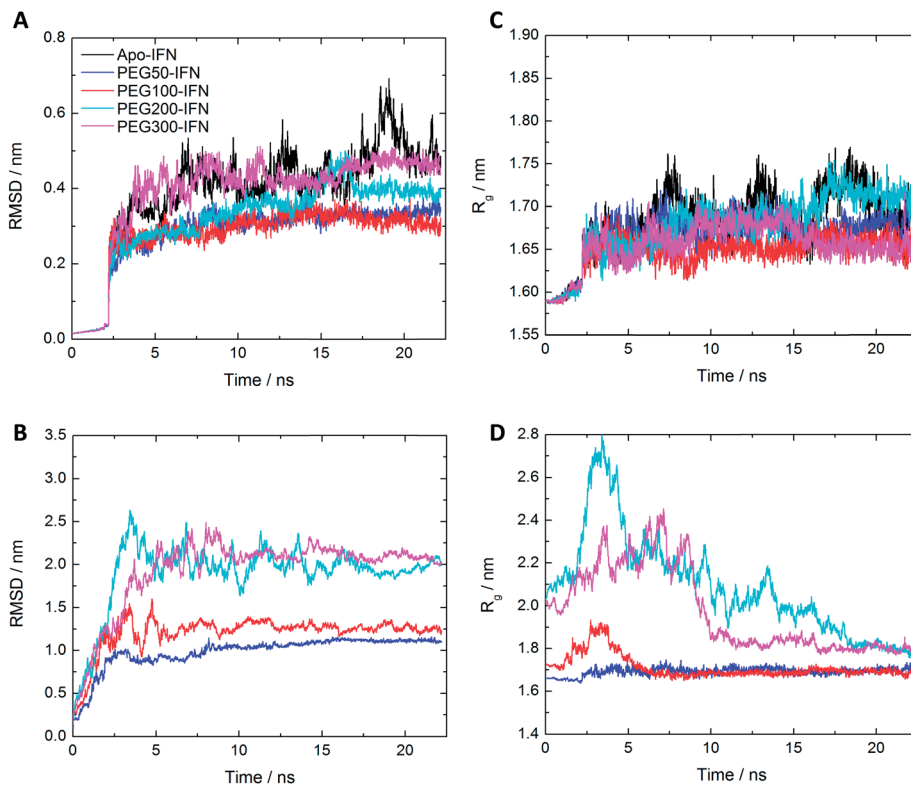 A
0.8
0.6
0.4
0.2
0.0
RMSD / nm
Apo-IFN
PEG50-IFN
PEG100-IFN
PEG200-IFN
PEG300-IFN
0 5 10 15 20
Time / ns
C
1.90
1.85
1.80
1.75
1.70
1.65
1.60
1.55
Rg / nm
0 5 10 15 20
Time / ns
B
3.5
3.0
2.5
2.0
1.5
1.0
0.5
0.0
RMSD / nm
0 5 10 15 20
Time / ns
D
2.8
2.6
2.4
2.2
2.0
1.8
1.6
1.4
Rg / nm
0 5 10 15 20
Time / ns